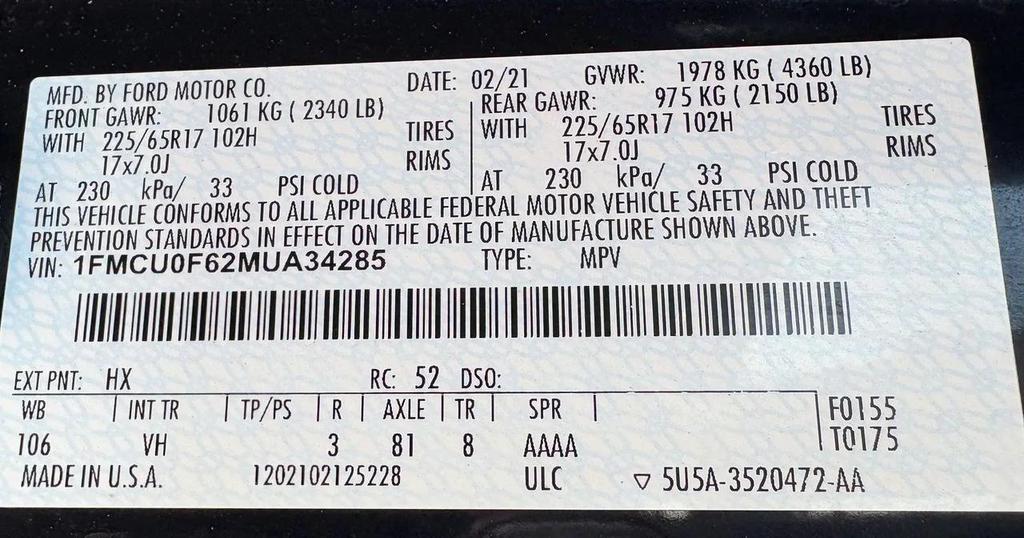 MFD. BY FORD MOTOR CO. DATE: 02/21 GVWR: 1978 KG ( 4360 LB)
FRONT GAWR: 1061 KG ( 2340 LB) REAR GAWR: 975 KG ( 2150 LB)
WITH 225/65R17 102H TIRES WITH 225/65R17 102H TIRES
17x7.0J RIMS 17x7.0J RIMS
AT 230 kPa/ 33 PSI COLD AT 230 kPa/ 33 PSI COLD
THIS VEHICLE CONFORMS TO ALL APPLICABLE FEDERAL MOTOR VEHICLE SAFETY AND THEFT
PREVENTION STANDARDS IN EFFECT ON THE DATE OF MANUFACTURE SHOWN ABOVE.
VIN: 1FMCU0F62MUA34285 TYPE: MPV
EXT PNT: HX RC: 52 DSO:
WB INT TR TP/PS R AXLE TR SPR F0155
106 VH 3 81 8 AAAA T0175
MADE IN U.S.A. 1202102125228 ULC ▽ 5U5A-3520472-AA